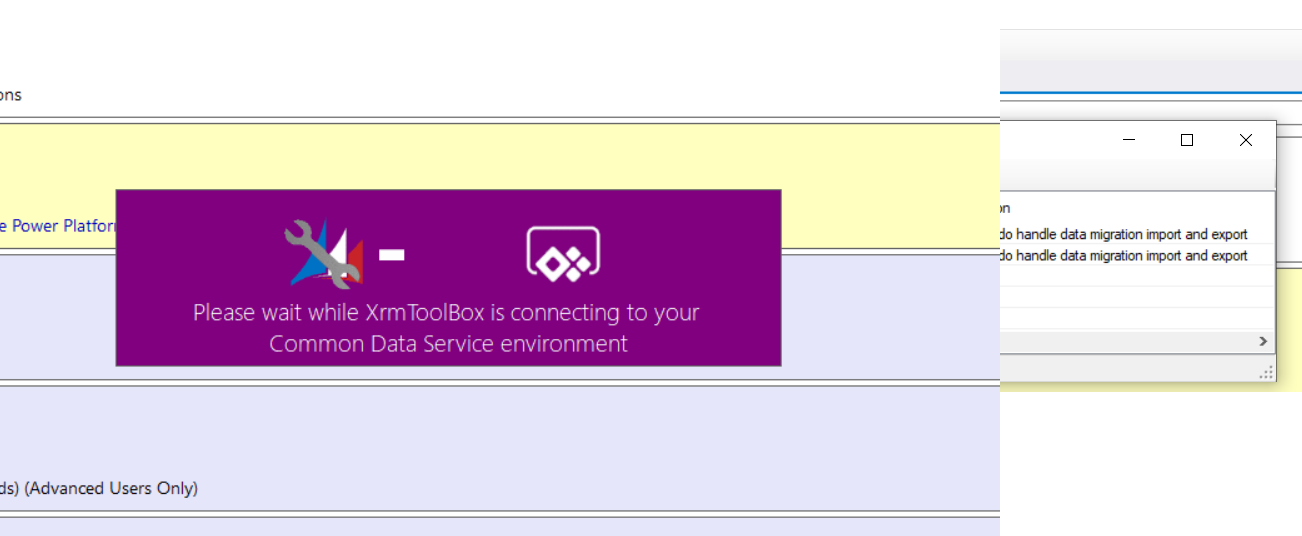 ons
e Power Platfor
Please wait while XrmToolBox is connecting to your
Common Data Service environment
ds) (Advanced Users Only)
on
do handle data migration import and export
do handle data migration import and export